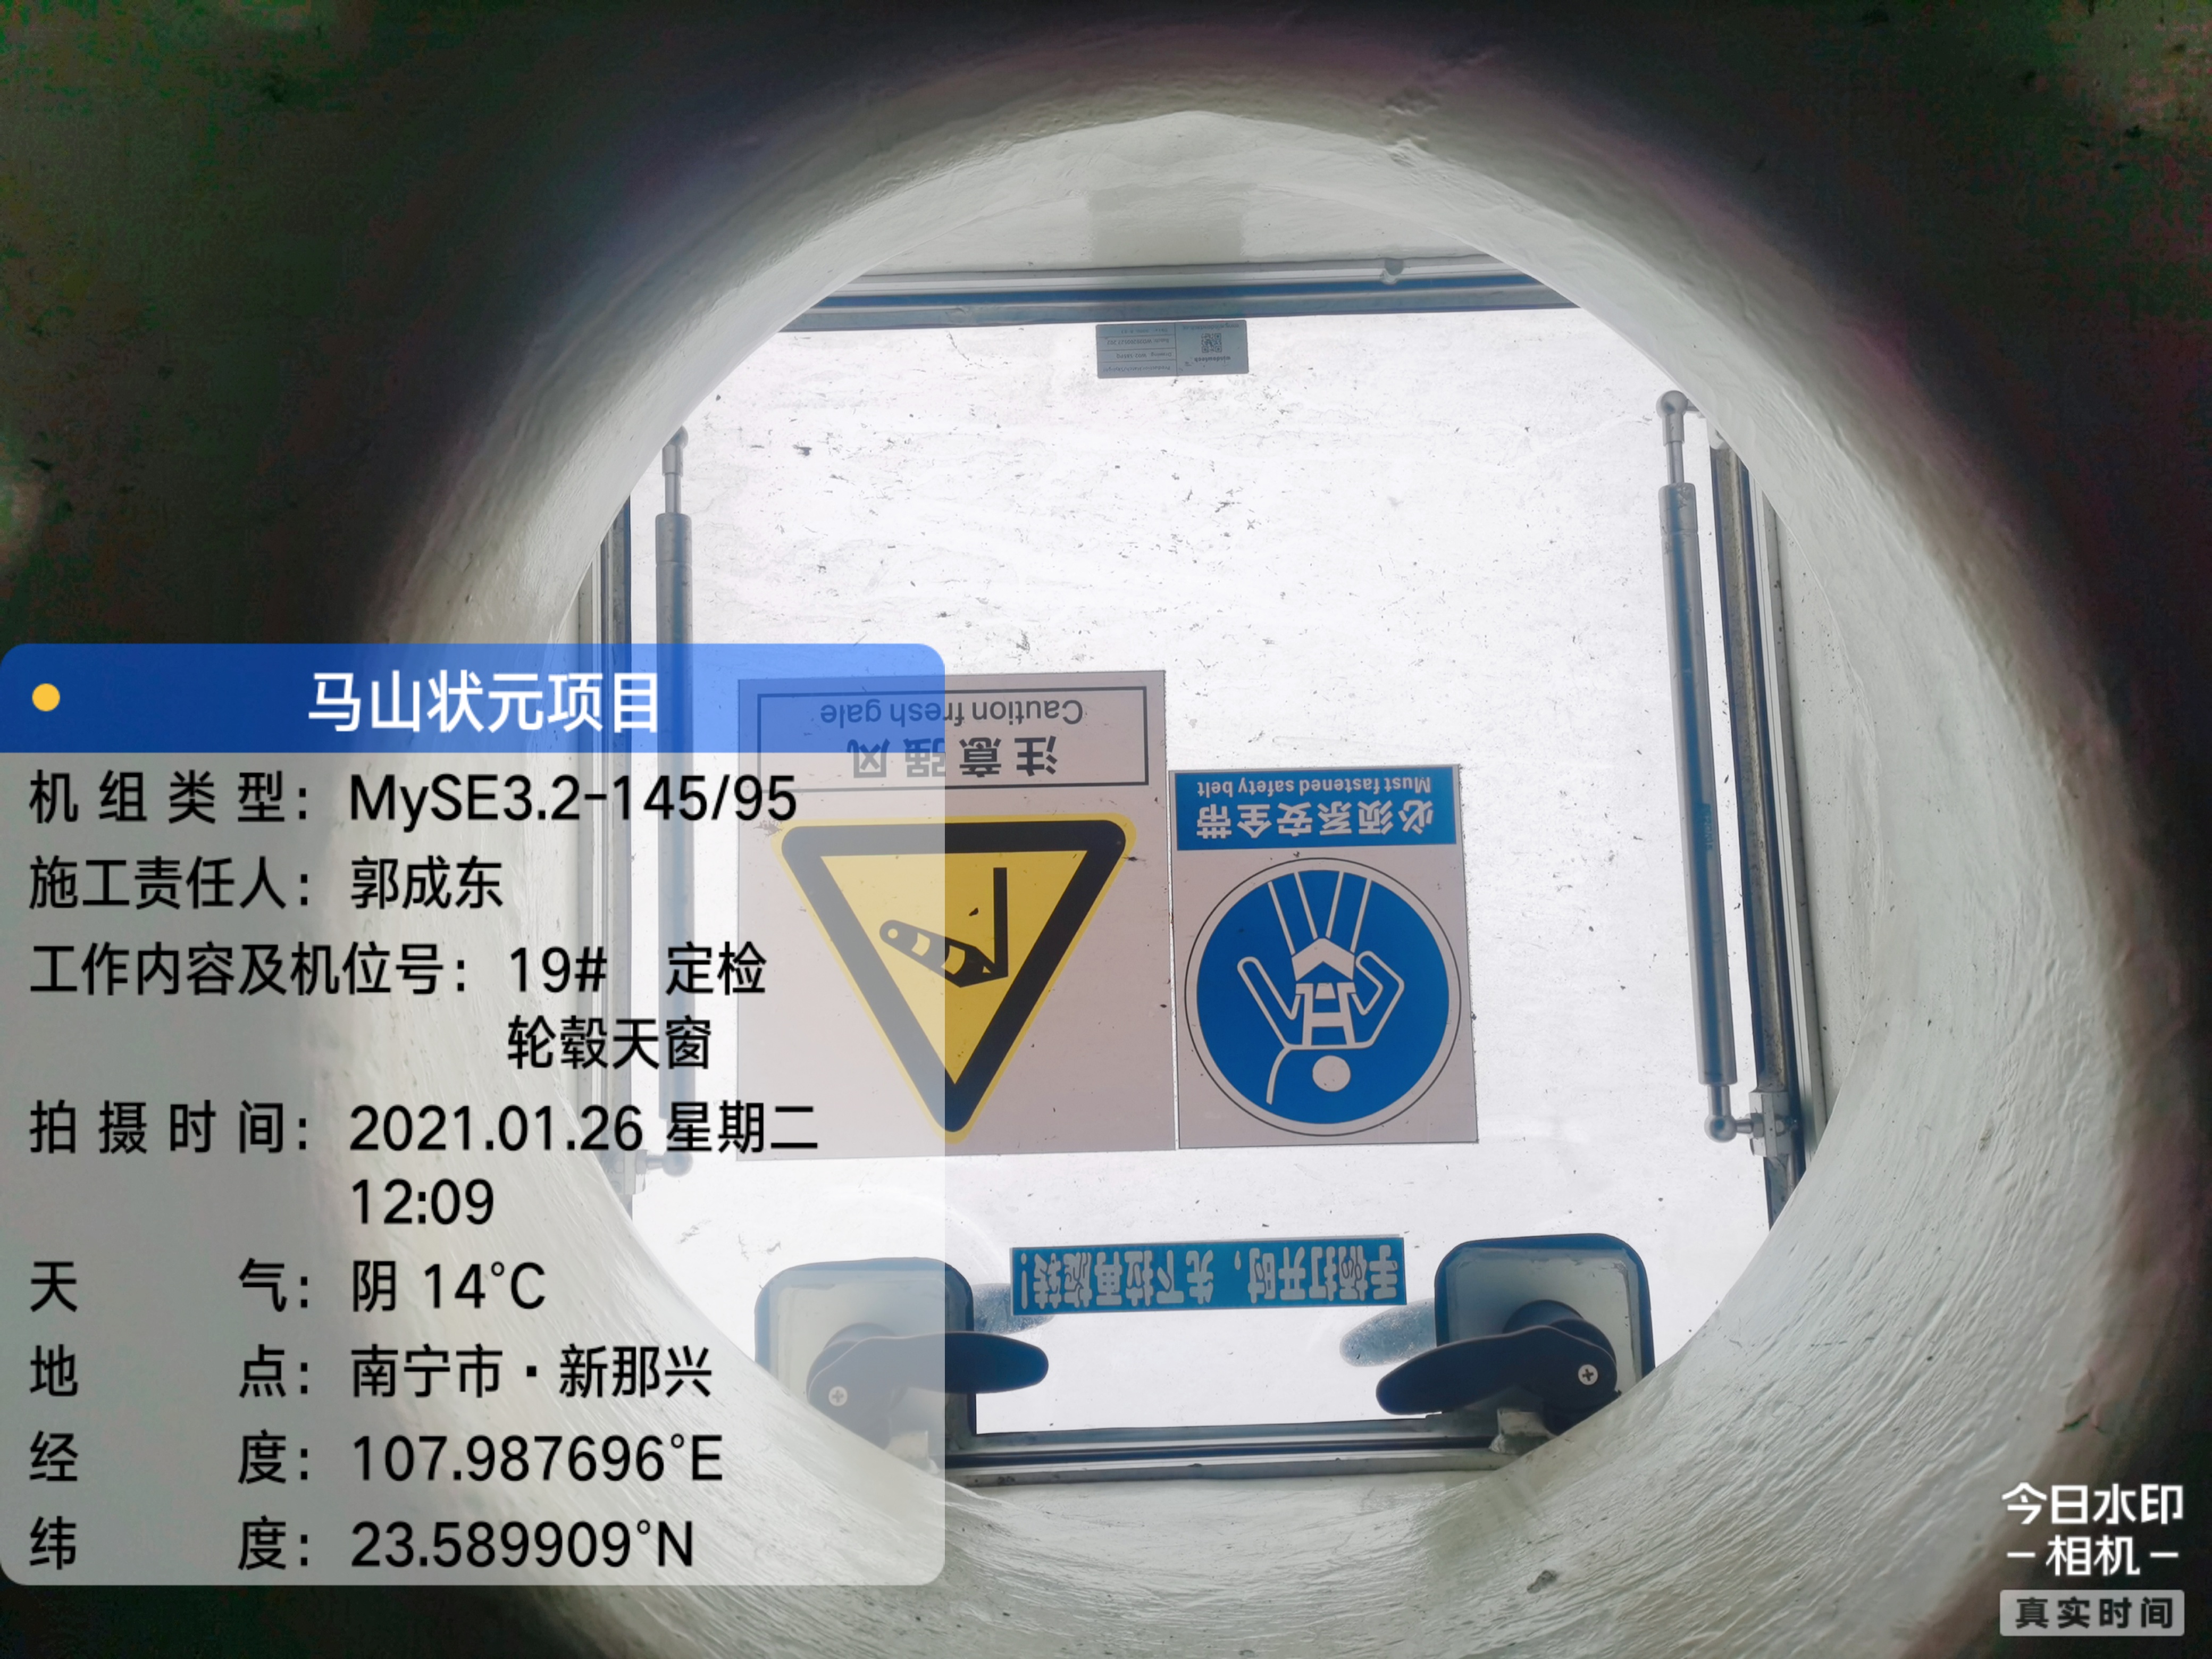 马山状元项目
机组类型：MySE3.2-145/95
施工责任人：郭成东
工作内容及机位号：19# 定检
轮毂天窗
拍摄时间：2021.01.26 星期二
12:09
天气：阴 14°C
地点：南宁市·新那兴
经度：107.987696°E
纬度：23.589909°N
注意强风
Caution fresh gale
必须系安全带
Must fastened safety belt
手柄打开时，先下拉再旋转！
今日水印
相机
真实时间